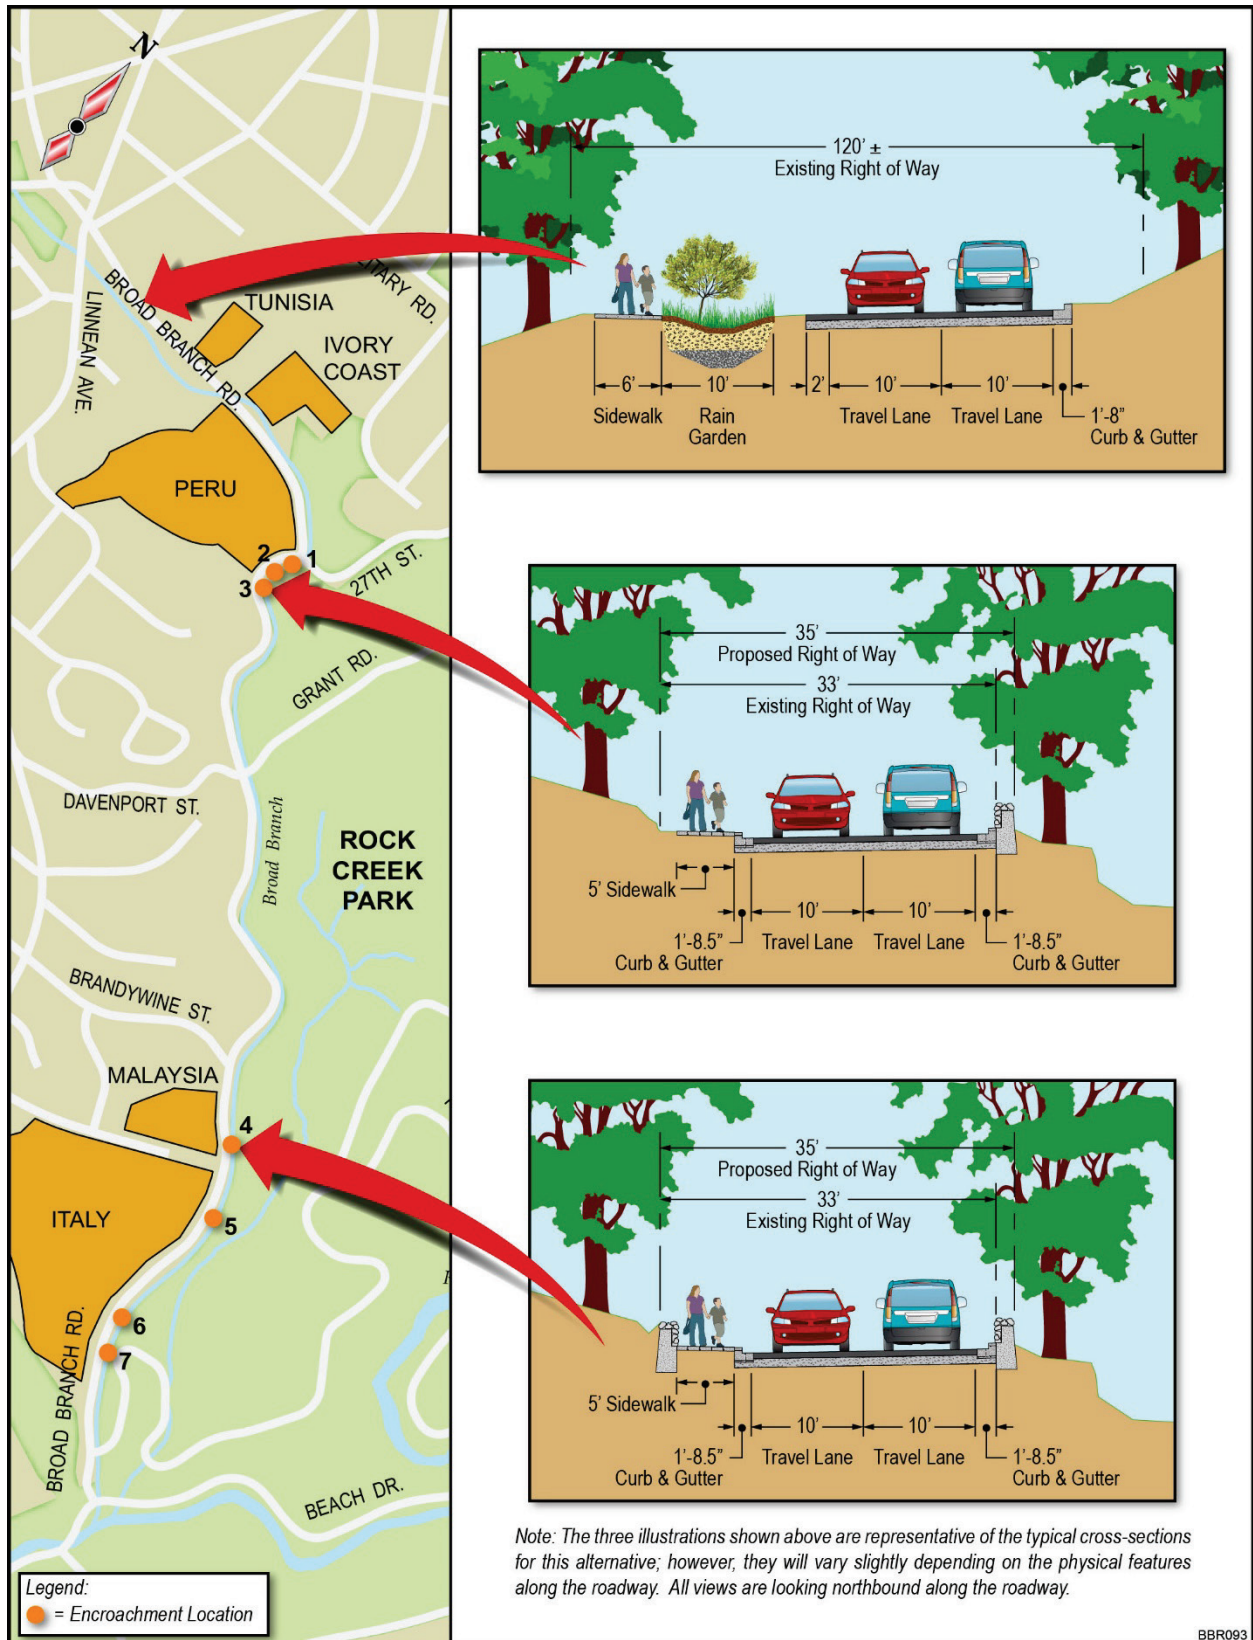 N
BROAD BRANCH RD.
LINNEAN AVE.
TUNISIA
LITARY RD.
IVORY
COAST
PERU
1
2
3
27TH ST.
GRANT RD.
DAVENPORT ST.
Broad Branch
ROCK
CREEK
PARK
BRANDYWINE ST.
MALAYSIA
4
ITALY
5
6
7
BROAD BRANCH RD.
BEACH DR.
Legend:
= Encroachment Location
120' ±
Existing Right of Way
6'
10'
2'
10'
10'
Sidewalk
Rain
Garden
Travel Lane
Travel Lane
1'-8"
Curb & Gutter
35'
Proposed Right of Way
33'
Existing Right of Way
5' Sidewalk
10'
10'
1'-8.5"
Curb & Gutter
Travel Lane
Travel Lane
1'-8.5"
Curb & Gutter
35'
Proposed Right of Way
33'
Existing Right of Way
5' Sidewalk
10'
10'
1'-8.5"
Curb & Gutter
Travel Lane
Travel Lane
1'-8.5"
Curb & Gutter
Note: The three illustrations shown above are representative of the typical cross-sections
for this alternative; however, they will vary slightly depending on the physical features
along the roadway. All views are looking northbound along the roadway.
BBR093